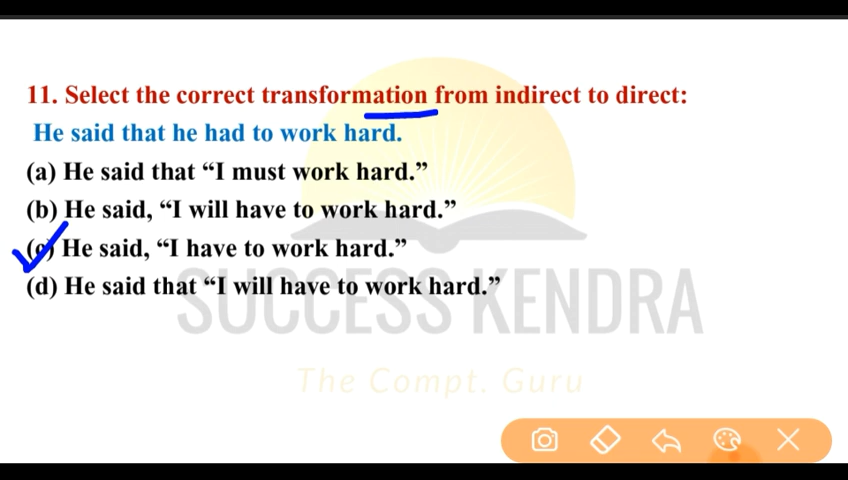 11. Select the correct transformation from indirect to direct:
He said that he had to work hard.
(a) He said that “I must work hard.”
(b) He said, “I will have to work hard.”
(c) He said, “I have to work hard.”
(d) He said that “I will have to work hard.”
SUCCESS KENDRA
The Compt. Guru